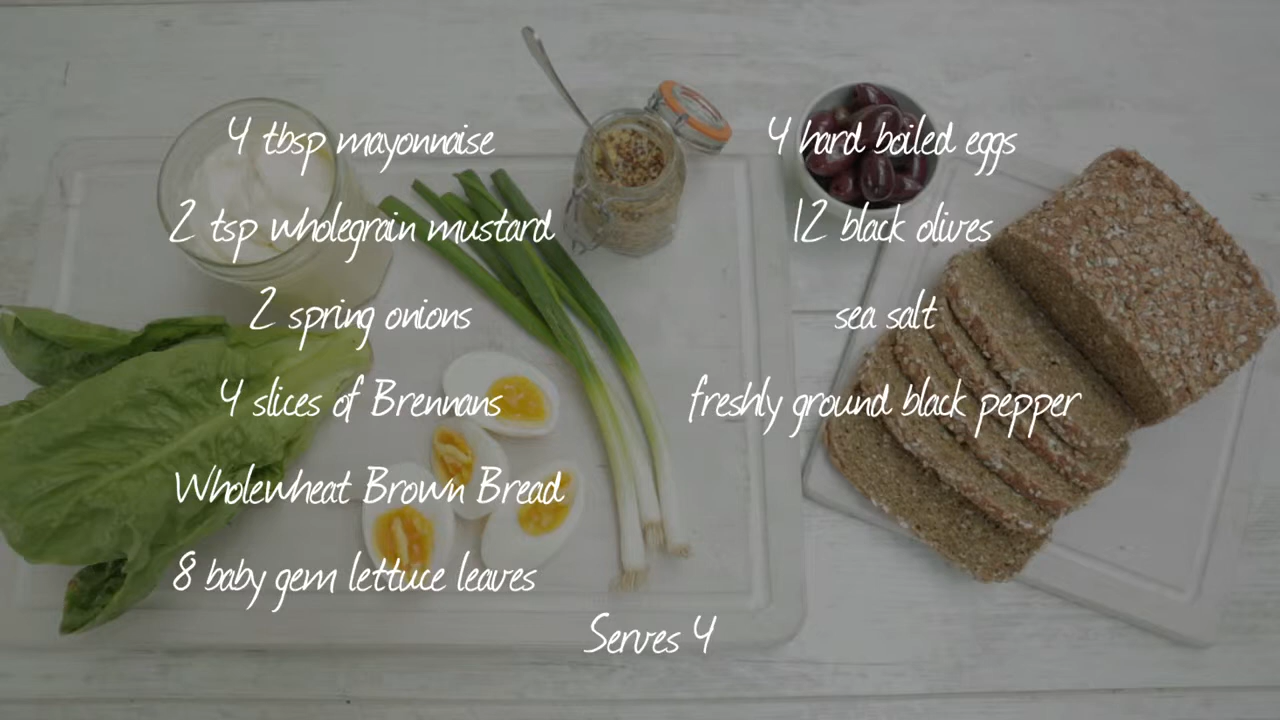 4 tbsp mayonnaise
2 tsp wholegrain mustard
2 spring onions
4 slices of Brennans
Wholewheat Brown Bread
8 baby gem lettuce leaves
4 hard boiled eggs
12 black olives
sea salt
freshly ground black pepper
Serves 4